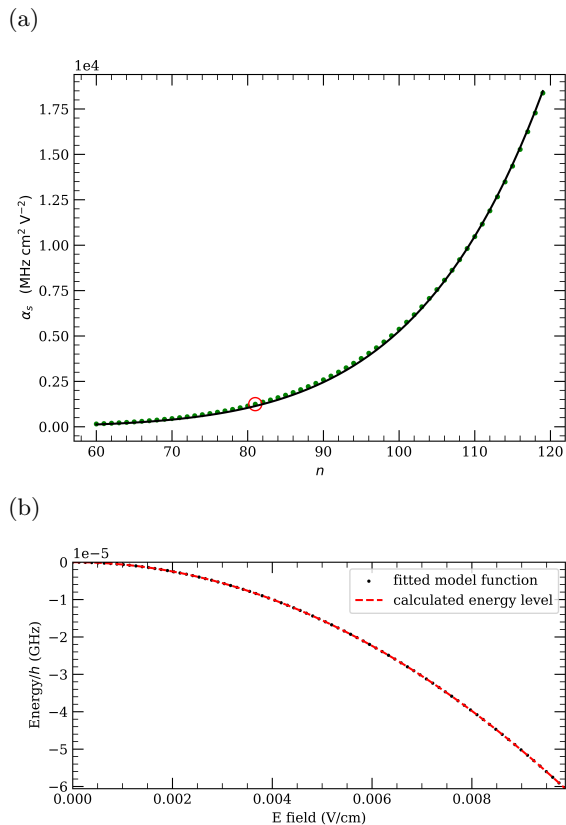 (a)
1e4
1.75
1.50
1.25
1.00
0.75
0.50
0.25
0.00
αs (MHz cm² V⁻²)
60 70 80 90 100 110 120
n
(b)
1e−5
0
−1
−2
−3
−4
−5
−6
Energy/h (GHz)
fitted model function
calculated energy level
0.000 0.002 0.004 0.006 0.008
E field (V/cm)